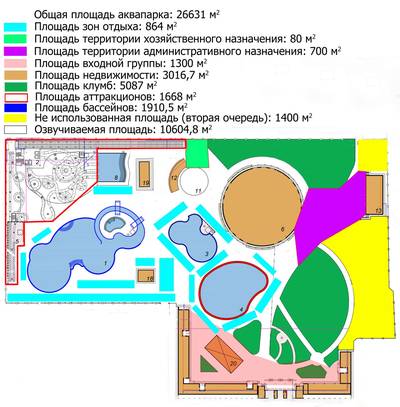 Общая площадь аквапарка: 26631 м²
Площадь зон отдыха: 864 м²
Площадь территории хозяйственного назначения: 80 м²
Площадь территории административного назначения: 700 м²
Площадь входной группы: 1300 м²
Площадь недвижимости: 3016,7 м²
Площадь клумб: 5087 м²
Площадь аттракционов: 1668 м²
Площадь бассейнов: 1910,5 м²
Не использованная площадь (вторая очередь): 1400 м²
Озвучиваемая площадь: 10604,8 м²
2
8
19
12
11
13
6
5
3
1
18
4
20